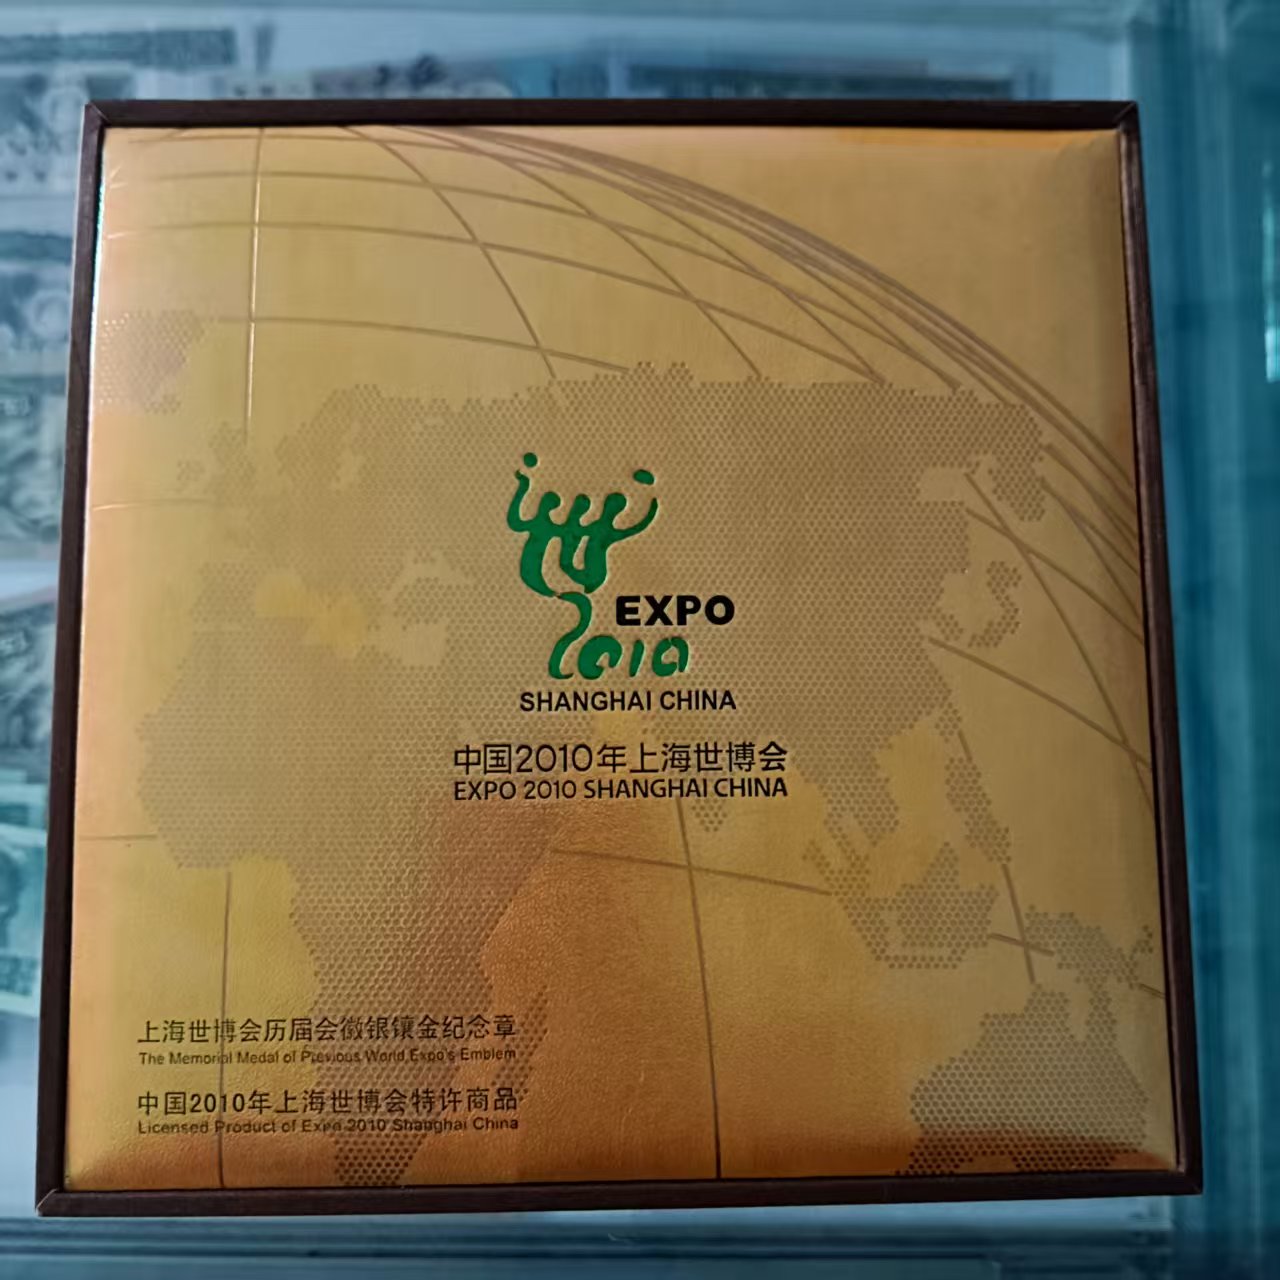 EXPO
2010
SHANGHAI CHINA
中国2010年上海世博会
EXPO 2010 SHANGHAI CHINA
上海世博会历届会徽银镶金纪念章
The Memorial Medal of Previous World Expo's Emblem
中国2010年上海世博会特许商品
Licensed Product of Expo 2010 Shanghai China